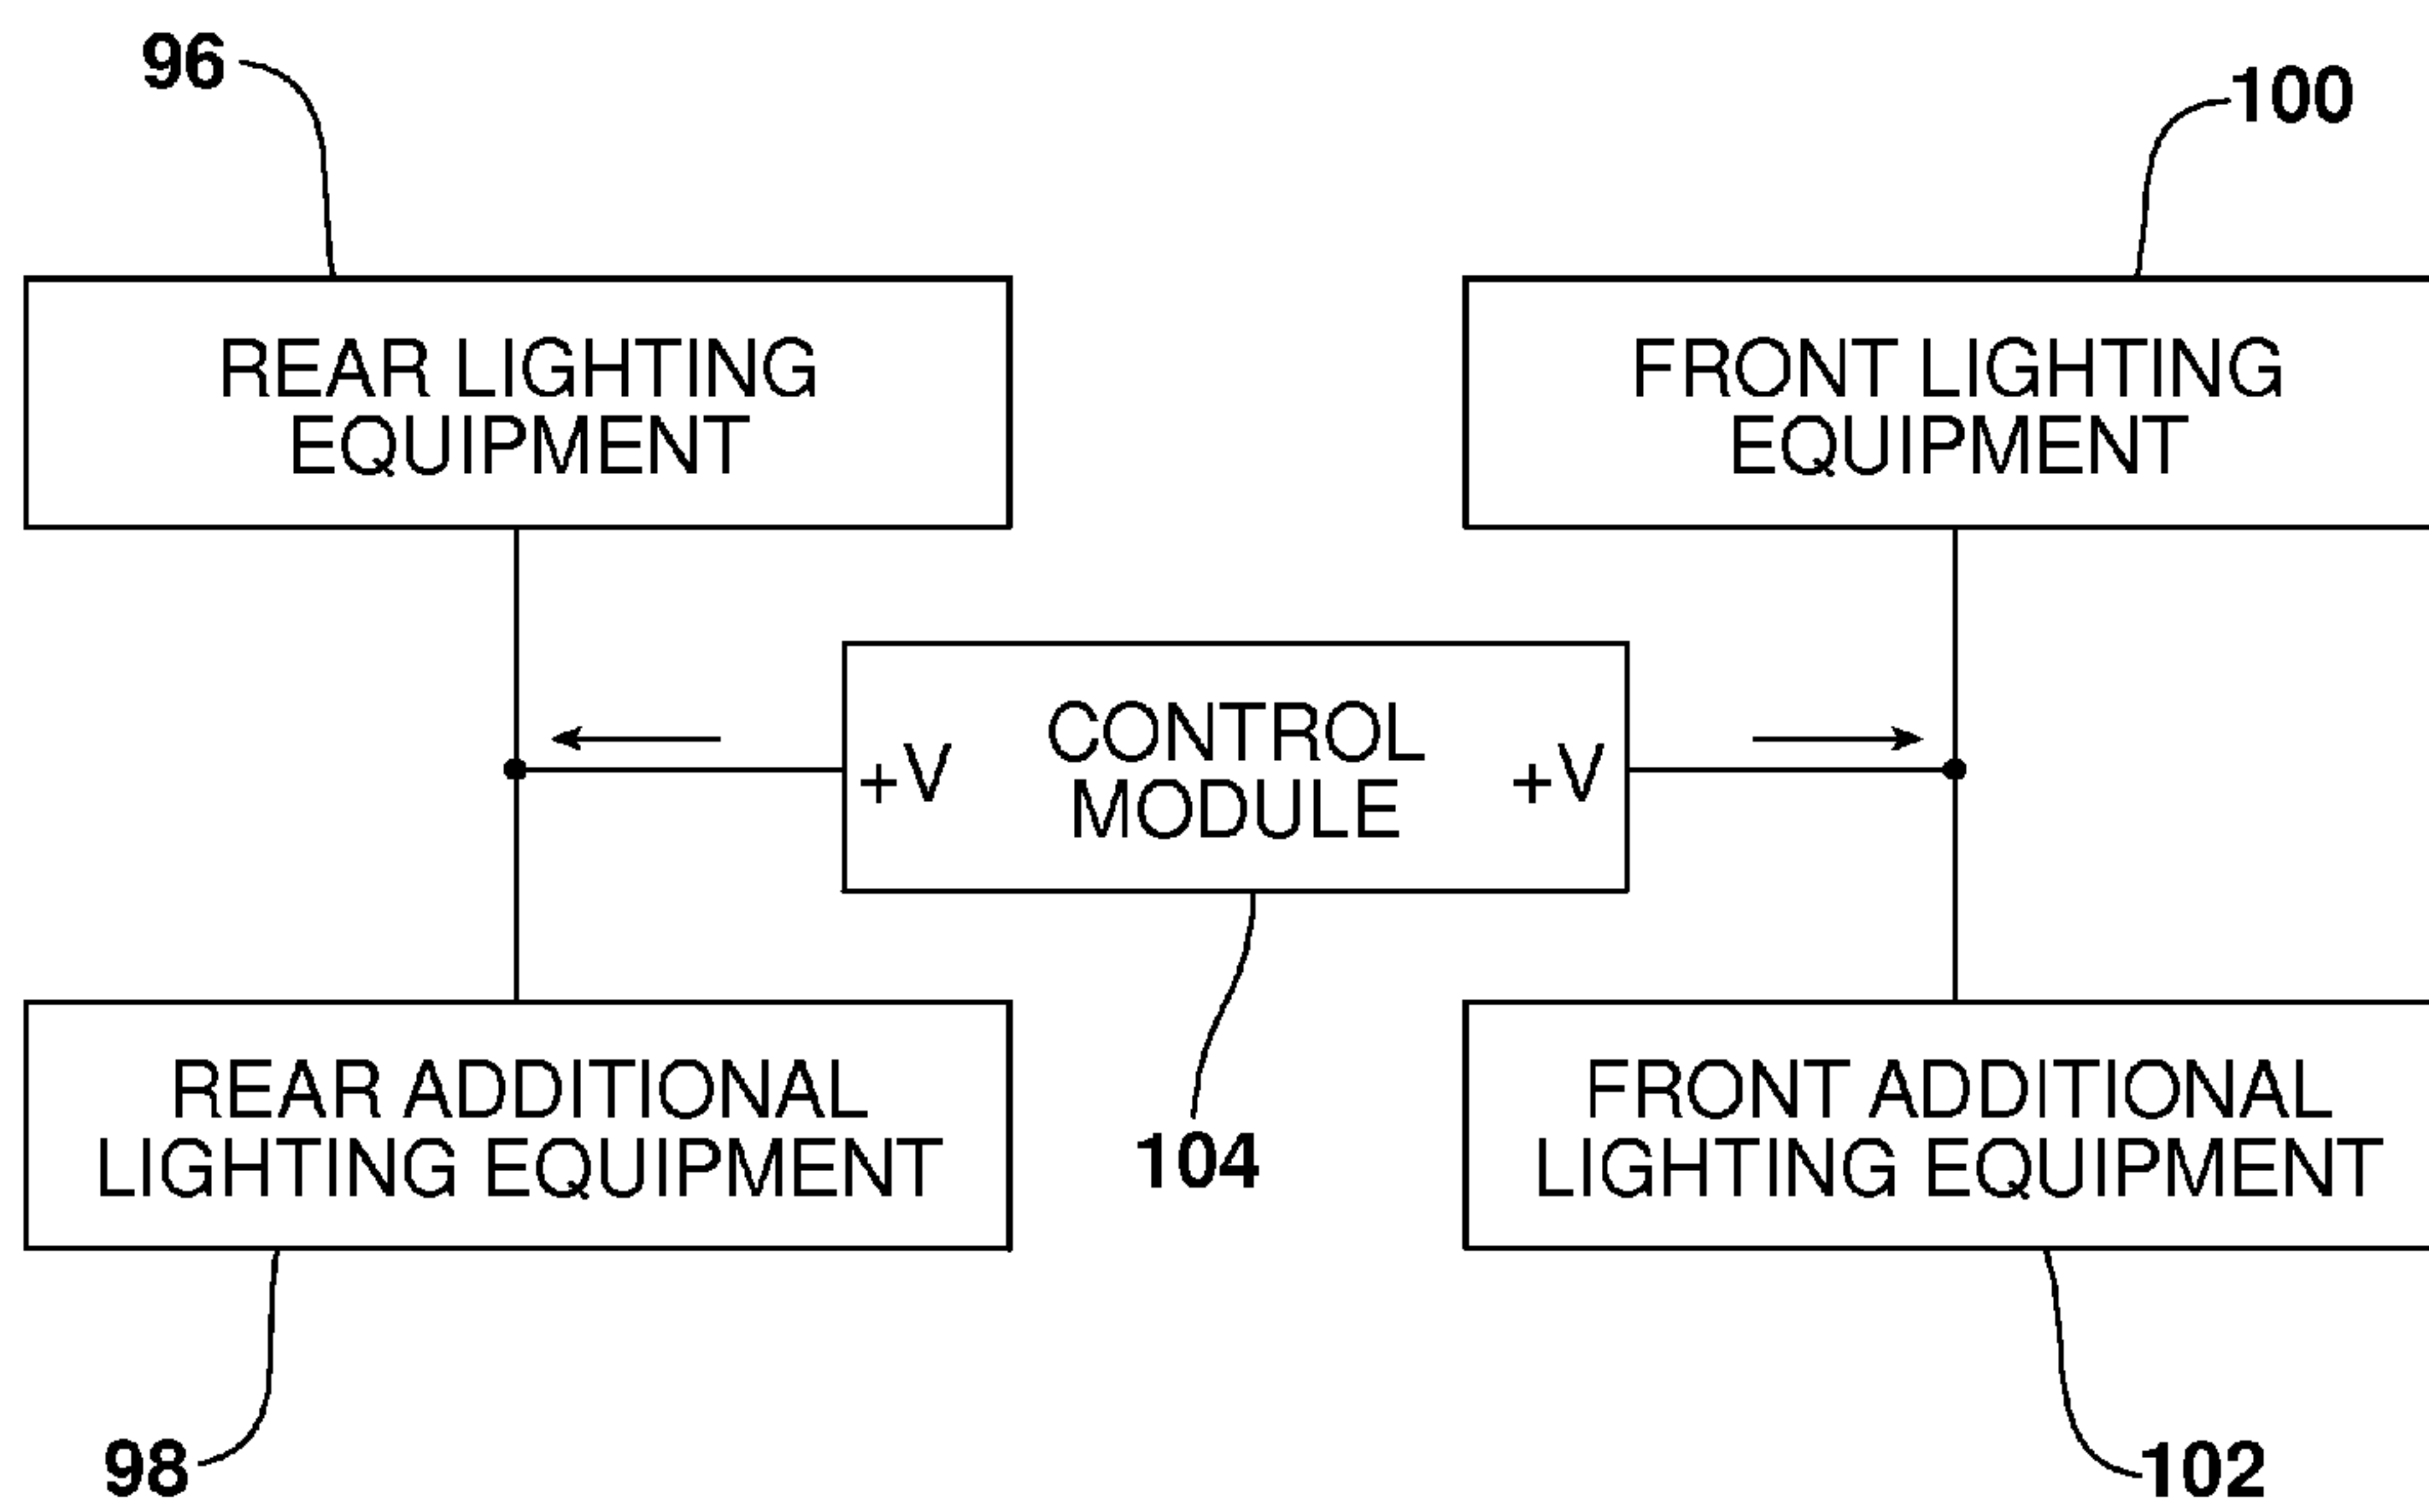 96
100
REAR LIGHTING
EQUIPMENT
FRONT LIGHTING
EQUIPMENT
+V
CONTROL
MODULE
+V
REAR ADDITIONAL
LIGHTING EQUIPMENT
104
FRONT ADDITIONAL
LIGHTING EQUIPMENT
98
102